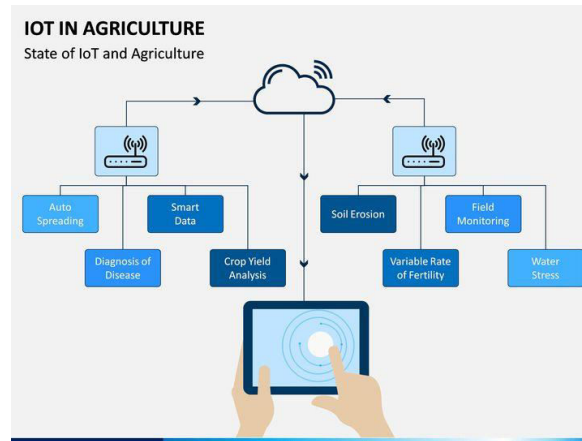 IOT IN AGRICULTURE
State of IoT and Agriculture
Auto
Spreading
Smart
Data
Diagnosis of
Disease
Crop Yield
Analysis
Soil Erosion
Field
Monitoring
Variable Rate
of Fertility
Water
Stress